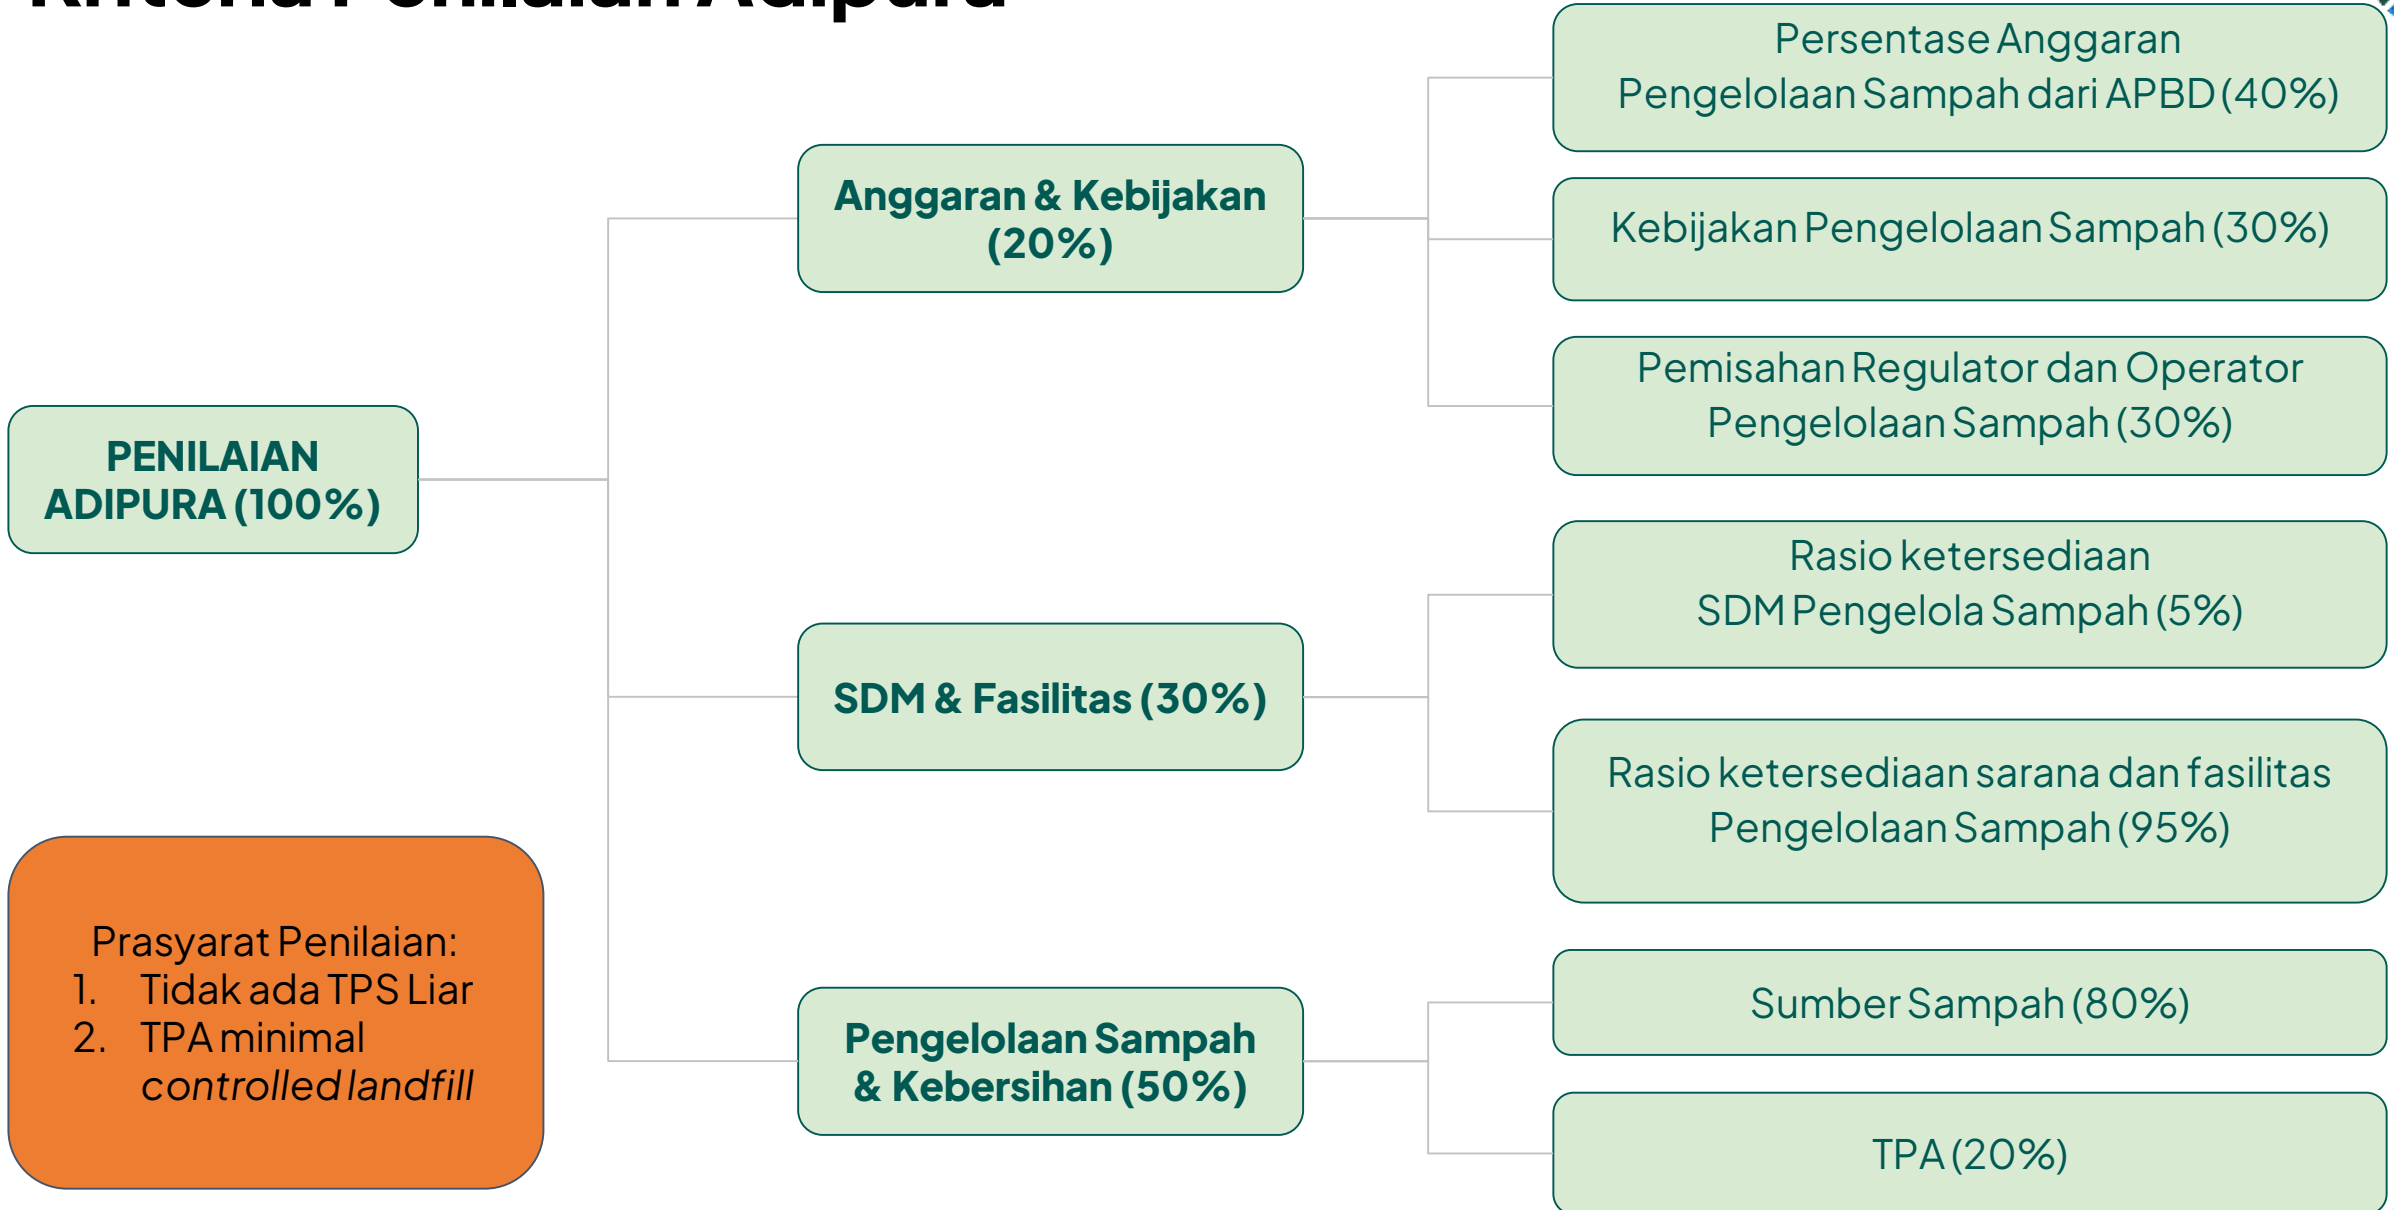 Kriteria Penilaian Adipura
Persentase Anggaran
Pengelolaan Sampah dari APBD (40%)
Anggaran & Kebijakan
(20%)
Kebijakan Pengelolaan Sampah (30%)
Pemisahan Regulator dan Operator
Pengelolaan Sampah (30%)
PENILAIAN
ADIPURA (100%)
Rasio ketersediaan
SDM Pengelola Sampah (5%)
SDM & Fasilitas (30%)
Rasio ketersediaan sarana dan fasilitas
Pengelolaan Sampah (95%)
Prasyarat Penilaian:
1. Tidak ada TPS Liar
2. TPA minimal
controlled landfill
Pengelolaan Sampah
& Kebersihan (50%)
Sumber Sampah (80%)
TPA (20%)